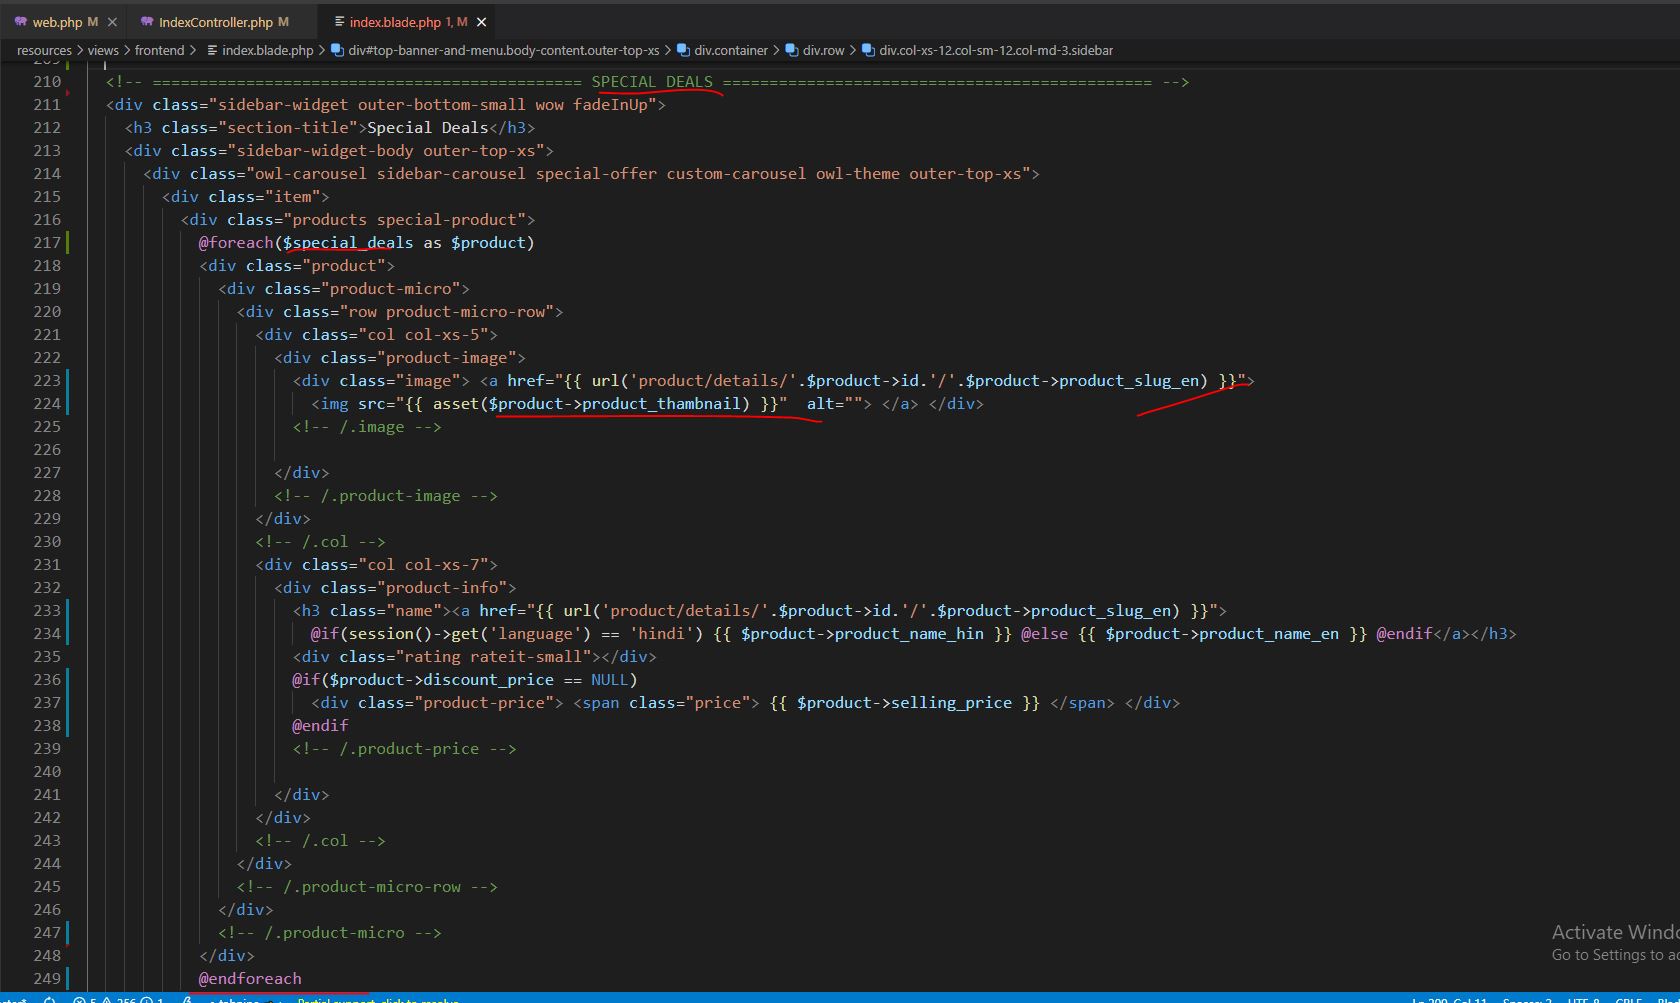 web.php M ×
IndexController.php M
index.blade.php 1, M ×
resources > views > frontend > index.blade.php > div#top-banner-and-menu.body-content.outer-top-xs > div.container > div.row > div.col-xs-12.col-sm-12.col-md-3.sidebar
209
210 <!-- ============================================== SPECIAL DEALS ============================================== -->
211 <div class="sidebar-widget outer-bottom-small wow fadeInUp">
212 <h3 class="section-title">Special Deals</h3>
213 <div class="sidebar-widget-body outer-top-xs">
214 <div class="owl-carousel sidebar-carousel special-offer custom-carousel owl-theme outer-top-xs">
215 <div class="item">
216 <div class="products special-product">
217 @foreach($special_deals as $product)
218 <div class="product">
219 <div class="product-micro">
220 <div class="row product-micro-row">
221 <div class="col col-xs-5">
222 <div class="product-image">
223 <div class="image"> <a href="{{ url('product/details/'.$product->id.'/'.$product->product_slug_en) }}">
224 <img src="{{ asset($product->product_thambnail) }}"  alt=""> </a> </div>
225 <!-- /.image -->
226
227 </div>
228 <!-- /.product-image -->
229 </div>
230 <!-- /.col -->
231 <div class="col col-xs-7">
232 <div class="product-info">
233 <h3 class="name"><a href="{{ url('product/details/'.$product->id.'/'.$product->product_slug_en) }}">
234 @if(session()->get('language') == 'hindi') {{ $product->product_name_hin }} @else {{ $product->product_name_en }} @endif</a></h3>
235 <div class="rating rateit-small"></div>
236 @if($product->discount_price == NULL)
237 <div class="product-price"> <span class="price"> {{ $product->selling_price }} </span> </div>
238 @endif
239 <!-- /.product-price -->
240
241 </div>
242 </div>
243 <!-- /.col -->
244 </div>
245 <!-- /.product-micro-row -->
246 </div>
247 <!-- /.product-micro -->
248 </div>
249 @endforeach
Activate Windo
Go to Settings to ac